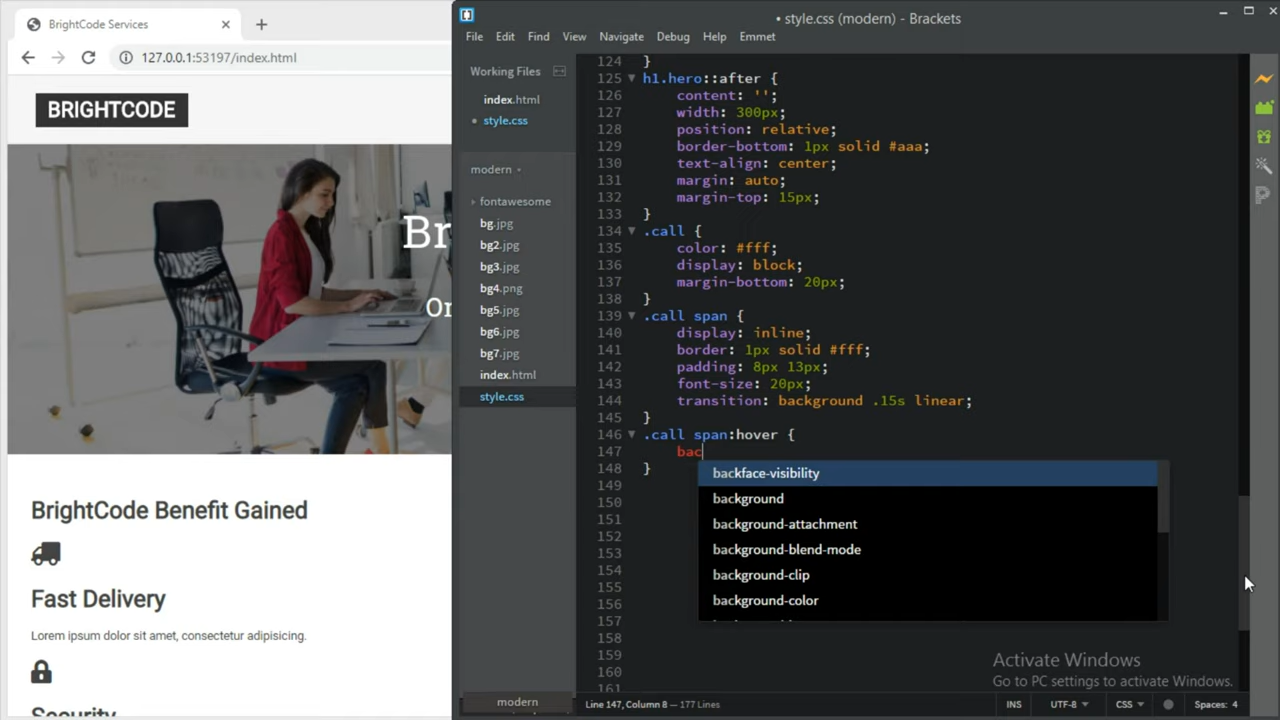 BrightCode Services
127.0.0.1:53197/index.html
BRIGHTCODE
Br
Or
BrightCode Benefit Gained
Fast Delivery
Lorem ipsum dolor sit amet, consectetur adipisicing.
Security
• style.css (modern) - Brackets
File Edit Find View Navigate Debug Help Emmet
Working Files
index.html
• style.css
modern
fontawesome
bg.jpg
bg2.jpg
bg3.jpg
bg4.png
bg5.jpg
bg6.jpg
bg7.jpg
index.html
style.css
modern
124 }
125 h1.hero::after {
126 content: '';
127 width: 300px;
128 position: relative;
129 border-bottom: 1px solid #aaa;
130 text-align: center;
131 margin: auto;
132 margin-top: 15px;
133 }
134 .call {
135 color: #fff;
136 display: block;
137 margin-bottom: 20px;
138 }
139 .call span {
140 display: inline;
141 border: 1px solid #fff;
142 padding: 8px 13px;
143 font-size: 20px;
144 transition: background .15s linear;
145 }
146 .call span:hover {
147 bac
148 }
149
150
151
152
153
154
155
156
157
158
159
160
161
backface-visibility
background
background-attachment
background-blend-mode
background-clip
background-color
Activate Windows
Go to PC settings to activate Windows.
Line 147, Column 8 — 177 Lines
INS UTF-8 CSS Spaces: 4